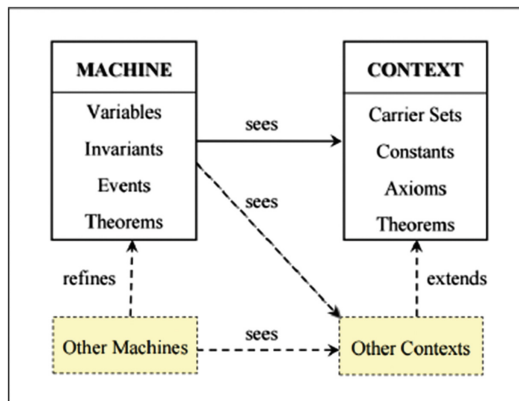 MACHINE
Variables
Invariants
Events
Theorems
sees
CONTEXT
Carrier Sets
Constants
Axioms
Theorems
sees
refines
extends
Other Machines
sees
Other Contexts